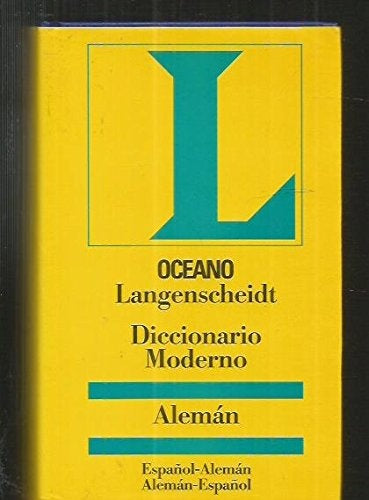 L
OCEANO
Langenscheidt
Diccionario
Moderno
Alemán
Español-Alemán
Alemán-Español